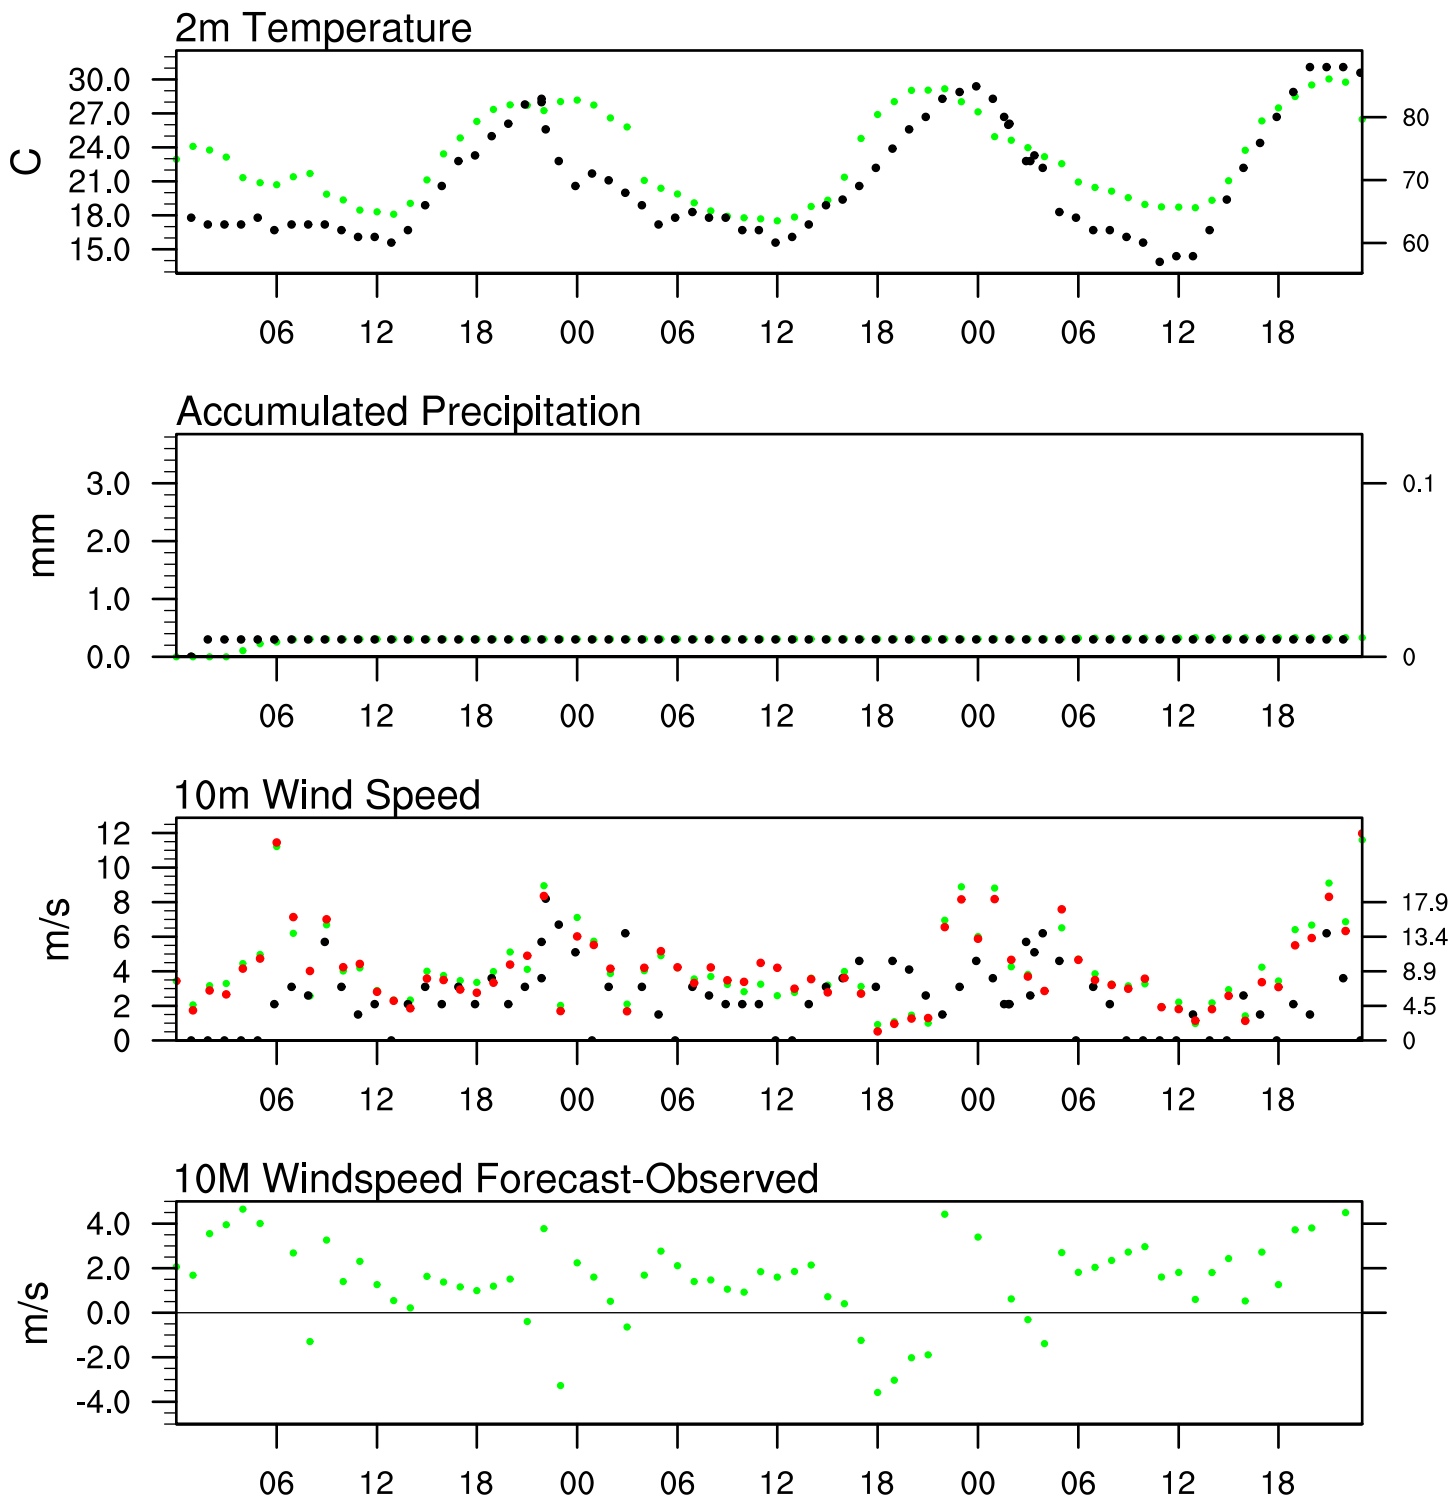 2m Temperature
30.0
27.0
24.0
21.0
18.0
15.0
C
80
70
60
06 12 18 00 06 12 18 00 06 12 18
Accumulated Precipitation
3.0
2.0
1.0
0.0
mm
0.1
0
06 12 18 00 06 12 18 00 06 12 18
10m Wind Speed
12
10
8
6
4
2
0
m/s
17.9
13.4
8.9
4.5
0
06 12 18 00 06 12 18 00 06 12 18
10M Windspeed Forecast-Observed
4.0
2.0
0.0
-2.0
-4.0
m/s
06 12 18 00 06 12 18 00 06 12 18